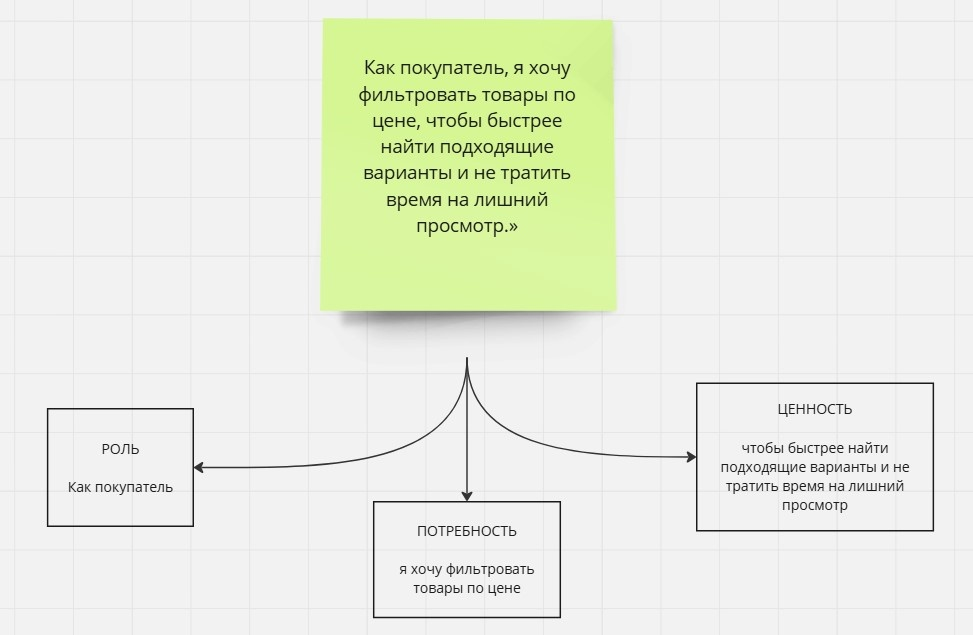 Как покупатель, я хочу
фильтровать товары по
цене, чтобы быстрее
найти подходящие
варианты и не тратить
время на лишний
просмотр.»
РОЛЬ
Как покупатель
ПОТРЕБНОСТЬ
я хочу фильтровать
товары по цене
ЦЕННОСТЬ
чтобы быстрее найти
подходящие варианты и не
тратить время на лишний
просмотр